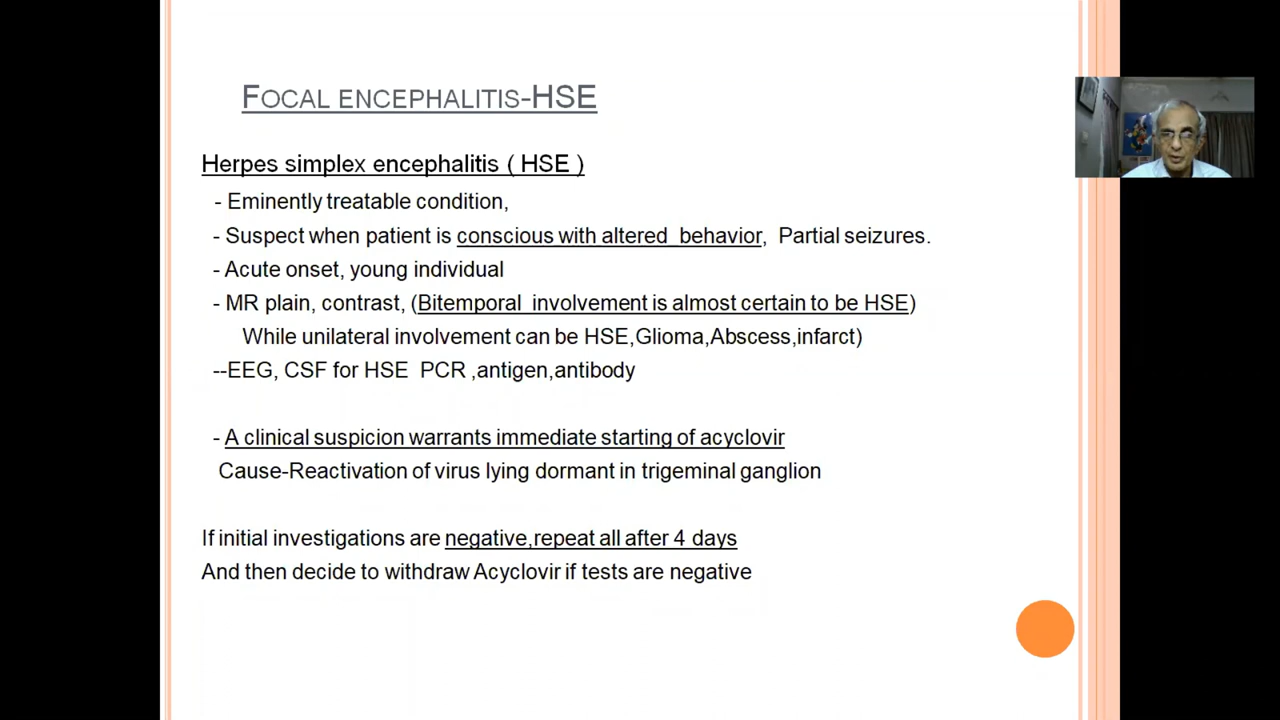 FOCAL ENCEPHALITIS-HSE
Herpes simplex encephalitis ( HSE )
- Eminently treatable condition,
- Suspect when patient is conscious with altered behavior, Partial seizures.
- Acute onset, young individual
- MR plain, contrast, (Bitemporal involvement is almost certain to be HSE)
While unilateral involvement can be HSE,Glioma,Abscess,infarct)
--EEG, CSF for HSE PCR ,antigen,antibody
- A clinical suspicion warrants immediate starting of acyclovir
Cause-Reactivation of virus lying dormant in trigeminal ganglion
If initial investigations are negative,repeat all after 4 days
And then decide to withdraw Acyclovir if tests are negative